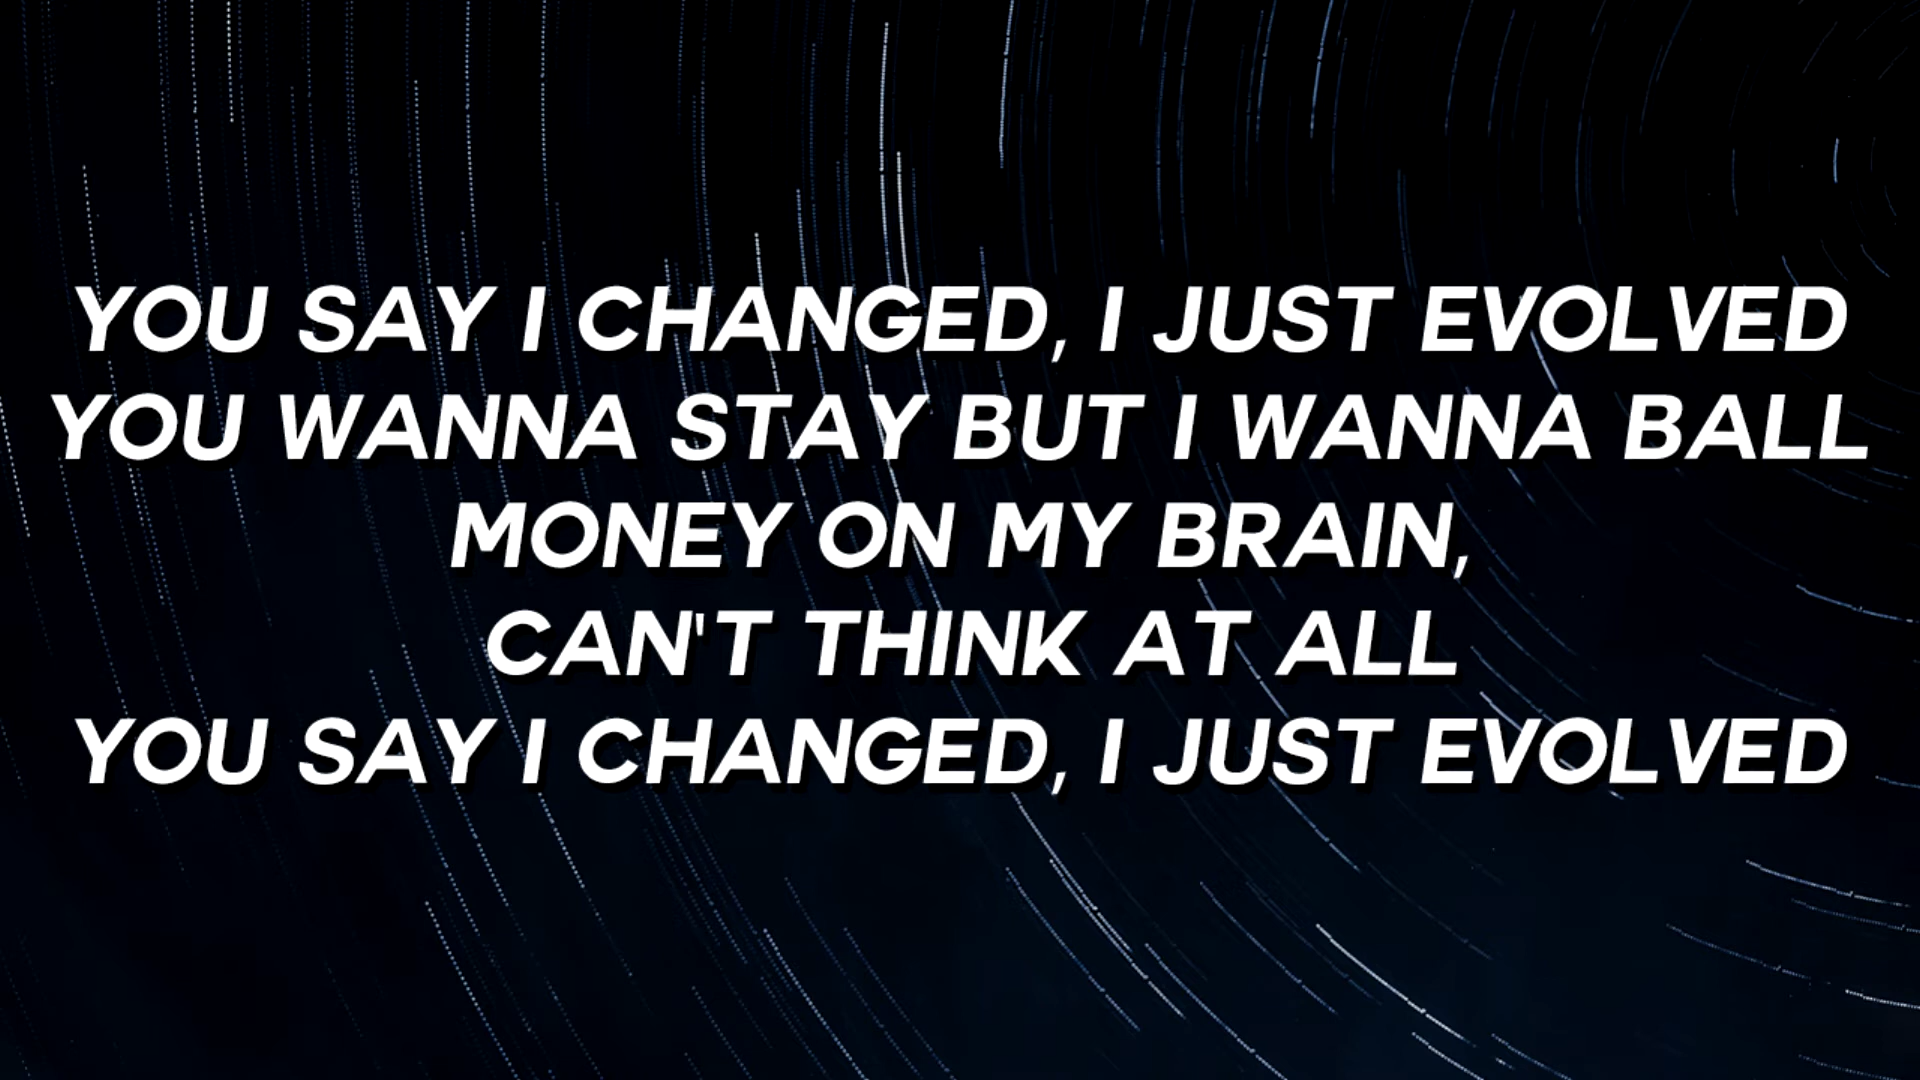 YOU SAY I CHANGED, I JUST EVOLVED
YOU WANNA STAY BUT I WANNA BALL
MONEY ON MY BRAIN,
CAN'T THINK AT ALL
YOU SAY I CHANGED, I JUST EVOLVED